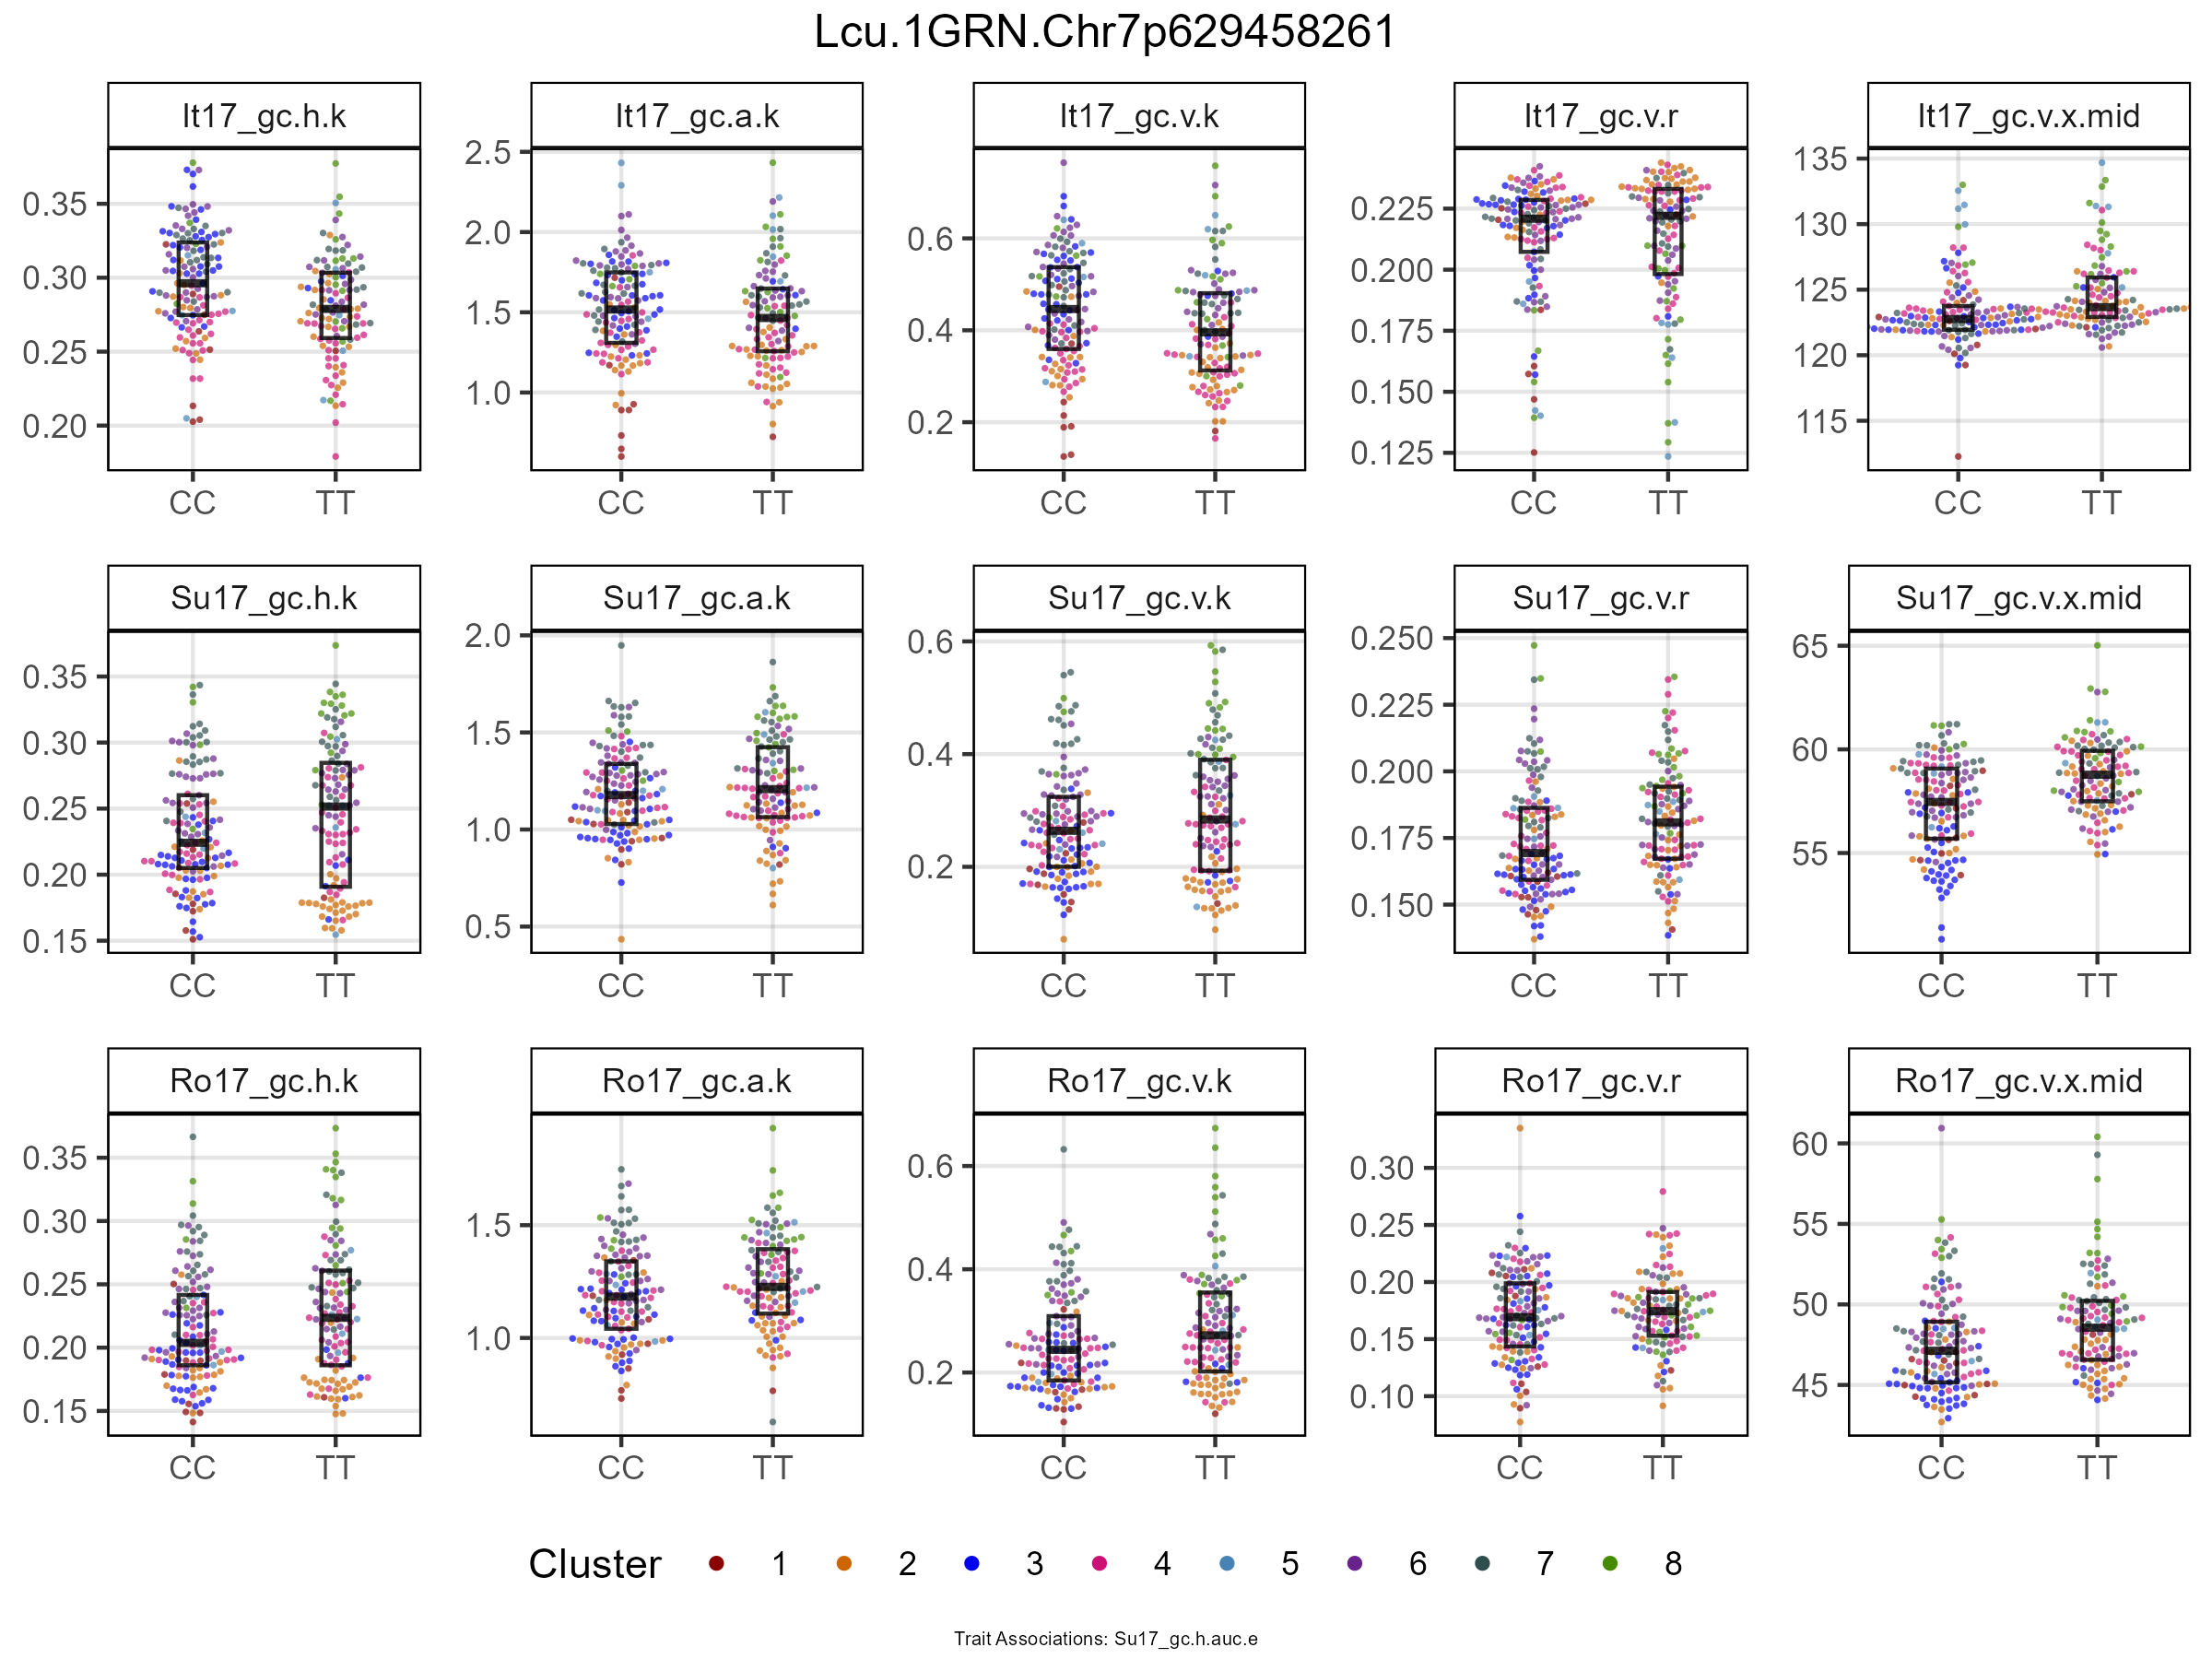 Lcu.1GRN.Chr7p629458261
It17_gc.h.k It17_gc.a.k It17_gc.v.k It17_gc.v.r It17_gc.v.x.mid
0.35 0.30 0.25 0.20
2.5 2.0 1.5 1.0
0.6 0.4 0.2
0.225 0.200 0.175 0.150 0.125
135 130 125 120 115
CC TT CC TT CC TT CC TT CC TT
Su17_gc.h.k Su17_gc.a.k Su17_gc.v.k Su17_gc.v.r Su17_gc.v.x.mid
0.35 0.30 0.25 0.20 0.15
2.0 1.5 1.0 0.5
0.6 0.4 0.2
0.250 0.225 0.200 0.175 0.150
65 60 55
CC TT CC TT CC TT CC TT CC TT
Ro17_gc.h.k Ro17_gc.a.k Ro17_gc.v.k Ro17_gc.v.r Ro17_gc.v.x.mid
0.35 0.30 0.25 0.20 0.15
1.5 1.0
0.6 0.4 0.2
0.30 0.25 0.20 0.15 0.10
60 55 50 45
CC TT CC TT CC TT CC TT CC TT
Cluster 1 2 3 4 5 6 7 8
Trait Associations: Su17_gc.h.auc.e